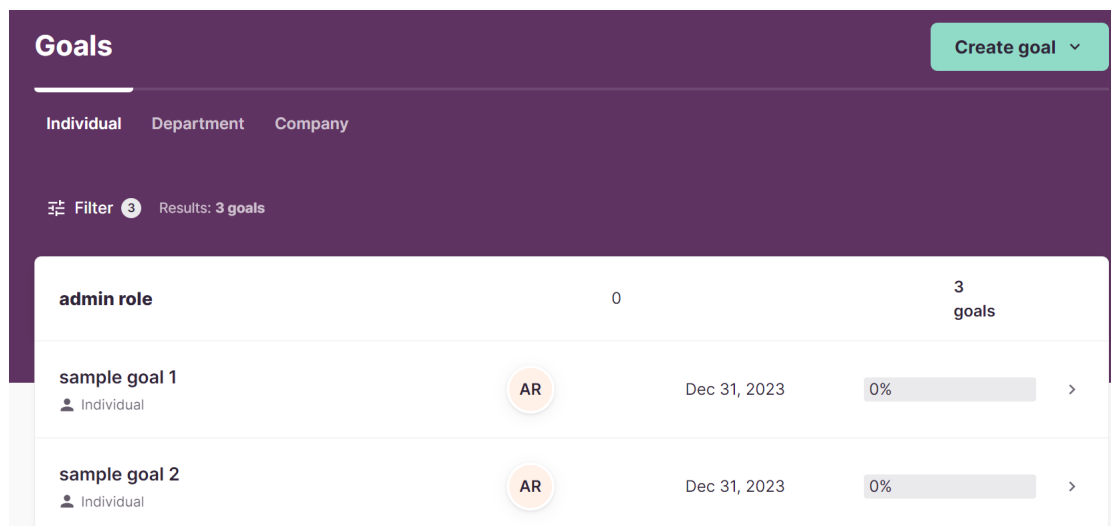 Goals
Create goal
Individual Department Company
Filter 3 Results: 3 goals
admin role 0 3
goals
sample goal 1
AR Dec 31, 2023 0%
Individual
sample goal 2
AR Dec 31, 2023 0%
Individual